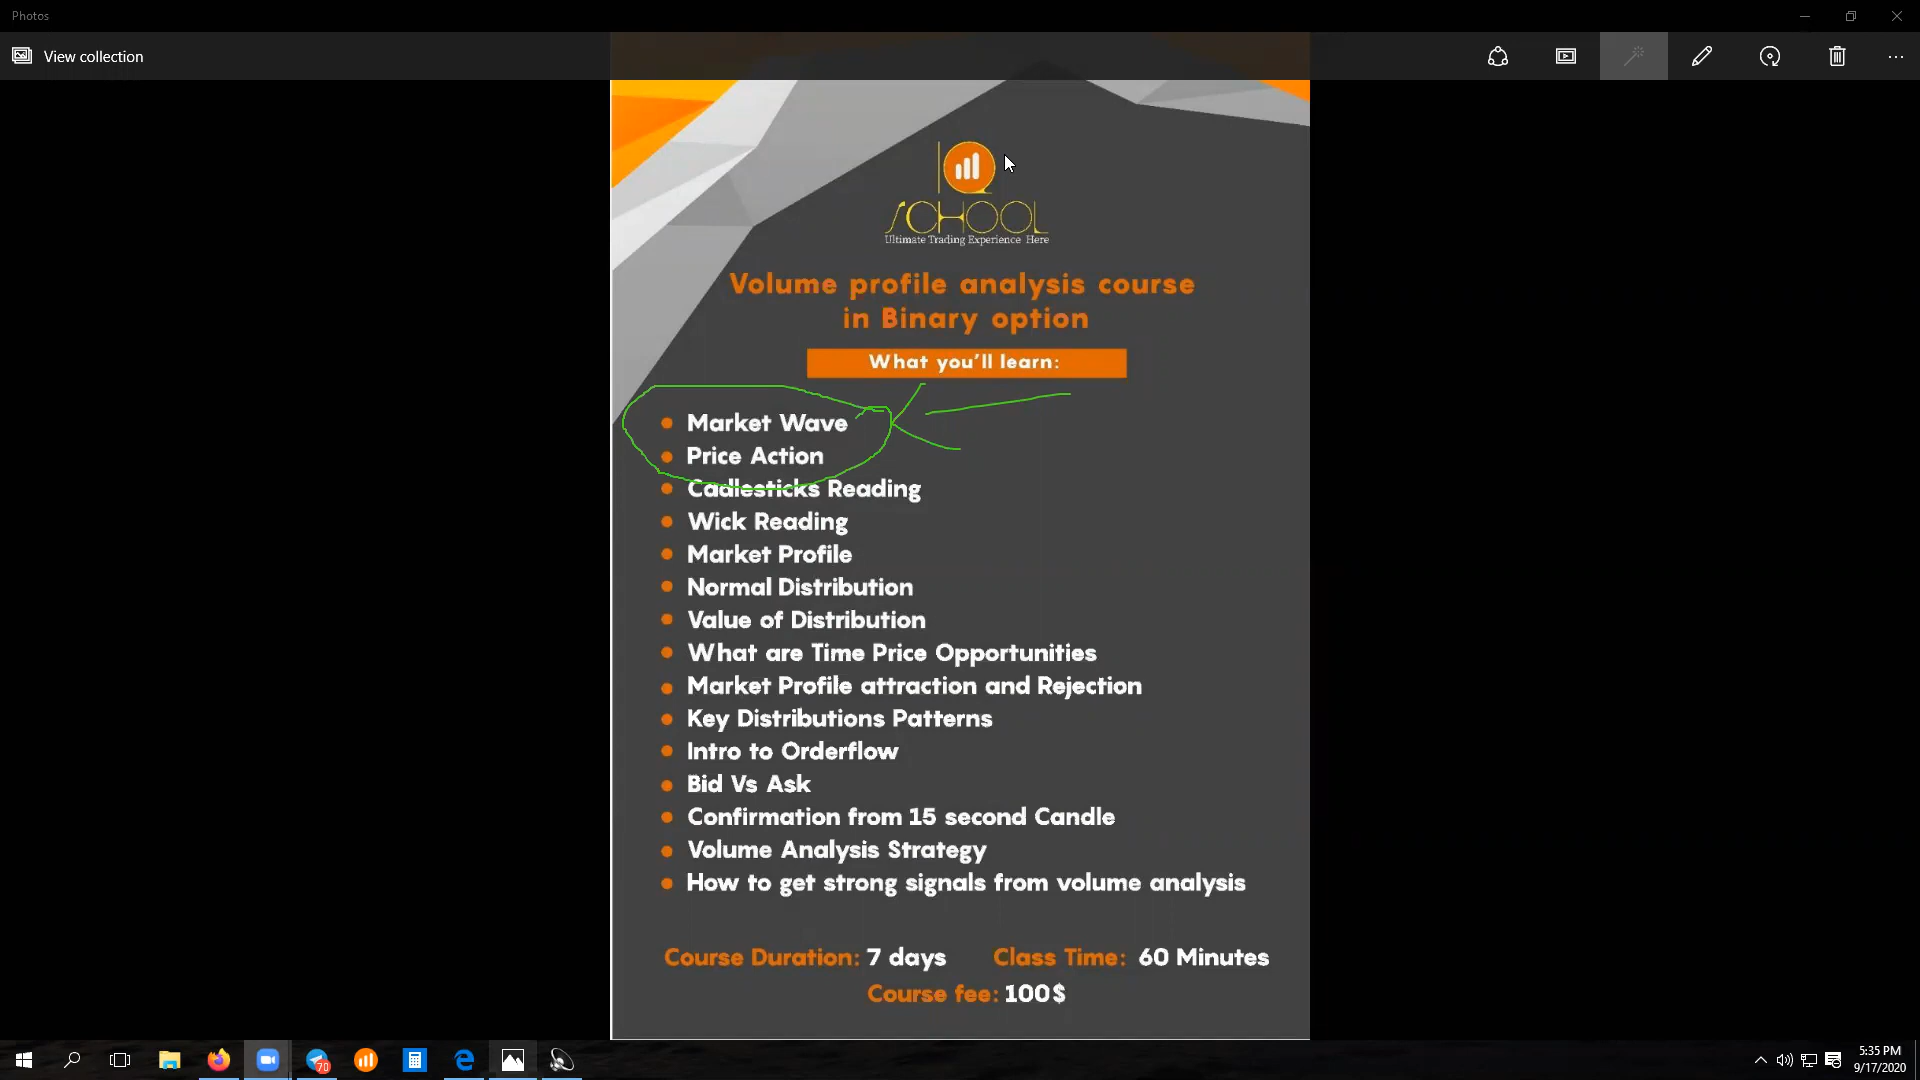 Photos
View collection
IQ
SCHOOL
Ultimate Trading Experience Here
Volume profile analysis course
in Binary option
What you'll learn:
Market Wave
Price Action
Cadlesticks Reading
Wick Reading
Market Profile
Normal Distribution
Value of Distribution
What are Time Price Opportunities
Market Profile attraction and Rejection
Key Distributions Patterns
Intro to Orderflow
Bid Vs Ask
Confirmation from 15 second Candle
Volume Analysis Strategy
How to get strong signals from volume analysis
Course Duration: 7 days Class Time: 60 Minutes
Course fee: 100$
70
5:35 PM
9/17/2020